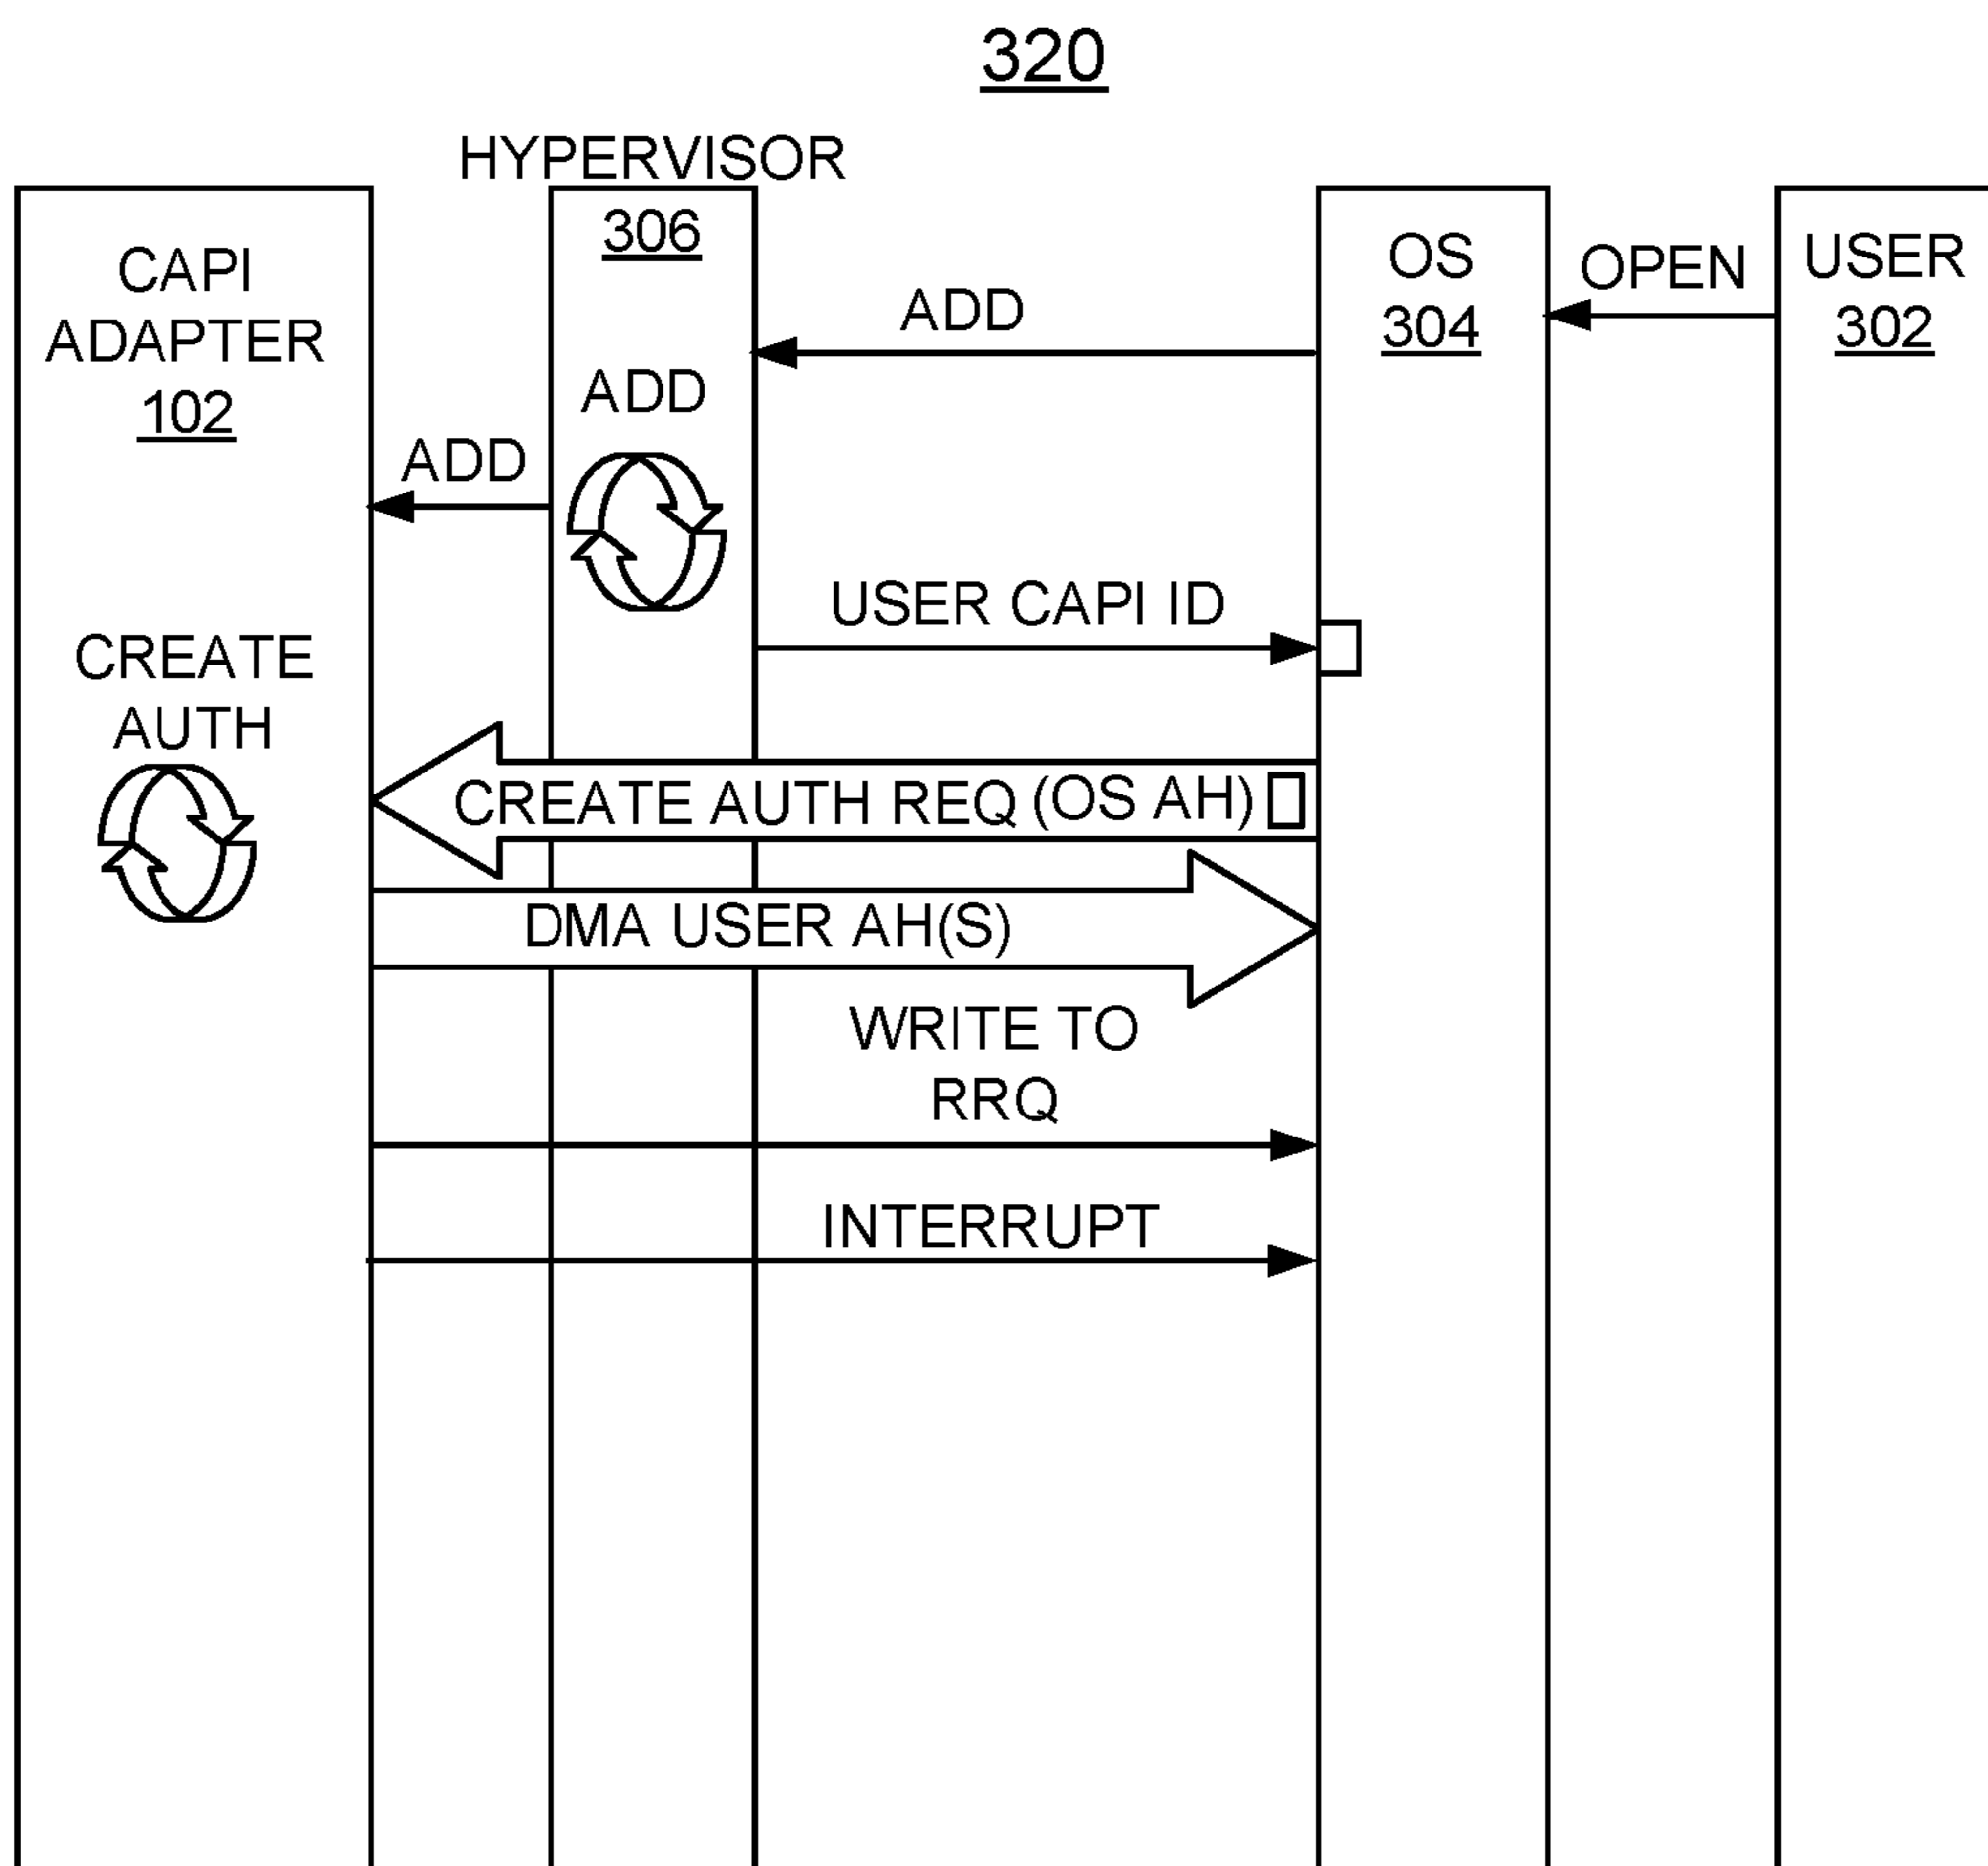 320
HYPERVISOR
306
CAPI
ADAPTER
102
OS
304
OPEN
USER
302
ADD
ADD
ADD
USER CAPI ID
CREATE
AUTH
CREATE AUTH REQ (OS AH)
DMA USER AH(S)
WRITE TO
RRQ
INTERRUPT